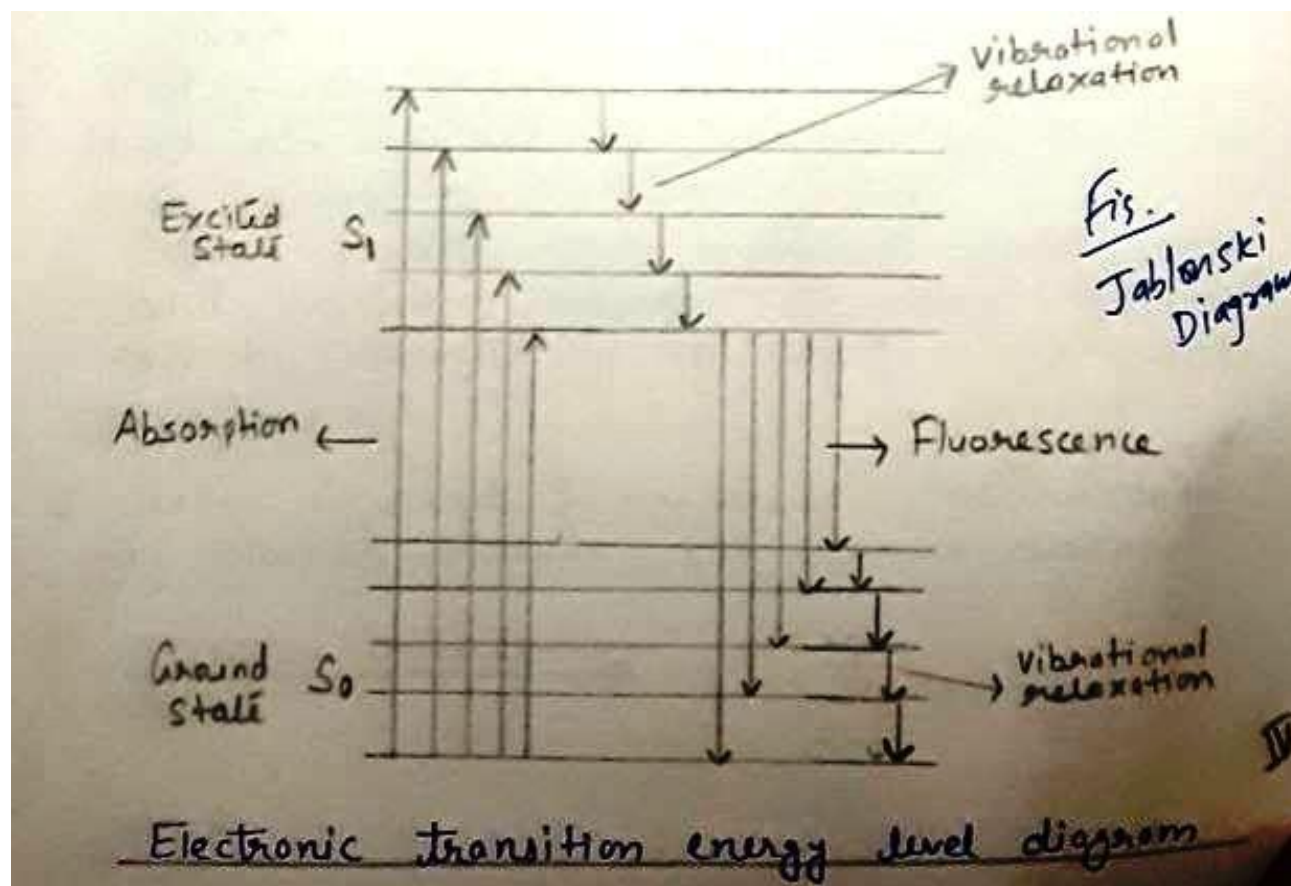 Vibrational
relaxation
Fig.
Jablonski
Diagram
Excited
State S1
Absorption
Fluorescence
Ground
State S0
Vibrational
relaxation
Electronic transition energy level diagram